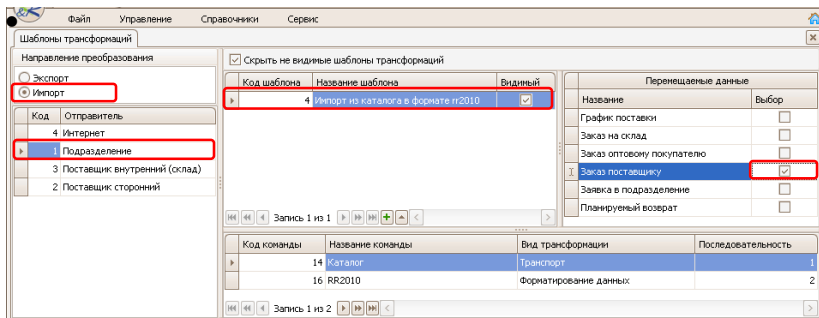 Файл Управление Справочники Сервис
Шаблоны трансформаций
Направление преобразования
Экспорт
Импорт
Код Отправитель
4 Интернет
1 Подразделение
3 Поставщик внутренний (склад)
2 Поставщик сторонний
Скрыть не видимые шаблоны трансформаций
Код шаблона Название шаблона Видимый
4 Импорт из каталога в формате rr2010
Запись 1 из 1
Перемещаемые данные
Название Выбор
График поставки
Заказ на склад
Заказ оптовому покупателю
Заказ поставщику
Заявка в подразделение
Планируемый возврат
Код команды Название команды Вид трансформации Последовательность
14 Каталог Транспорт 1
16 RR2010 Форматирование данных 2
Запись 1 из 2